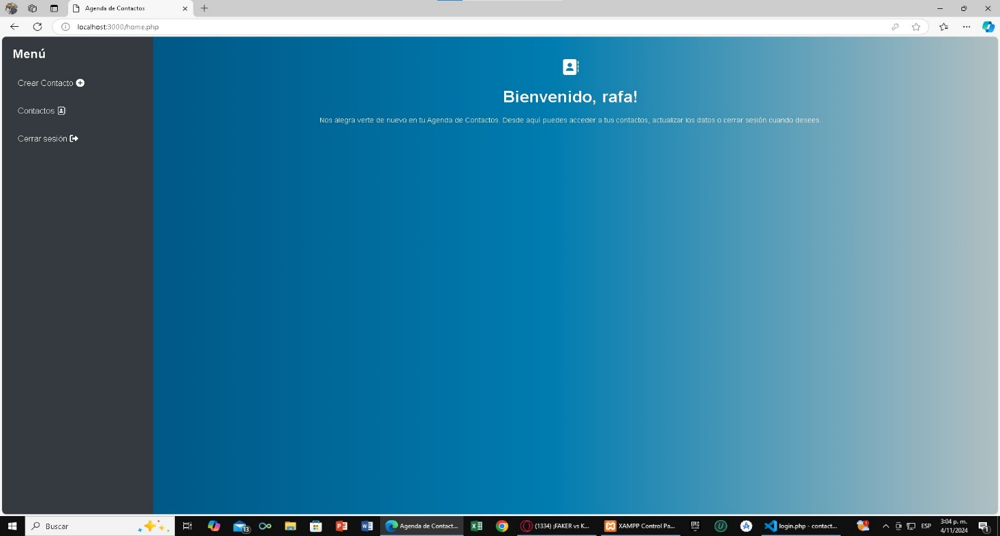 Agenda de Contactos
localhost:3000/home.php
Menú
Crear Contacto
Contactos
Cerrar sesión
Bienvenido, rafa!
Nos alegra verte de nuevo en tu Agenda de Contactos. Desde aquí puedes acceder a tus contactos, actualizar los datos o cerrar sesión cuando desees.
Buscar
13
Agenda de Contact...
(1334) ¡FAKER vs K...
XAMPP Control Pa...
EPIC
login.php - contact...
ESP
3:04 p. m.
4/11/2024
1